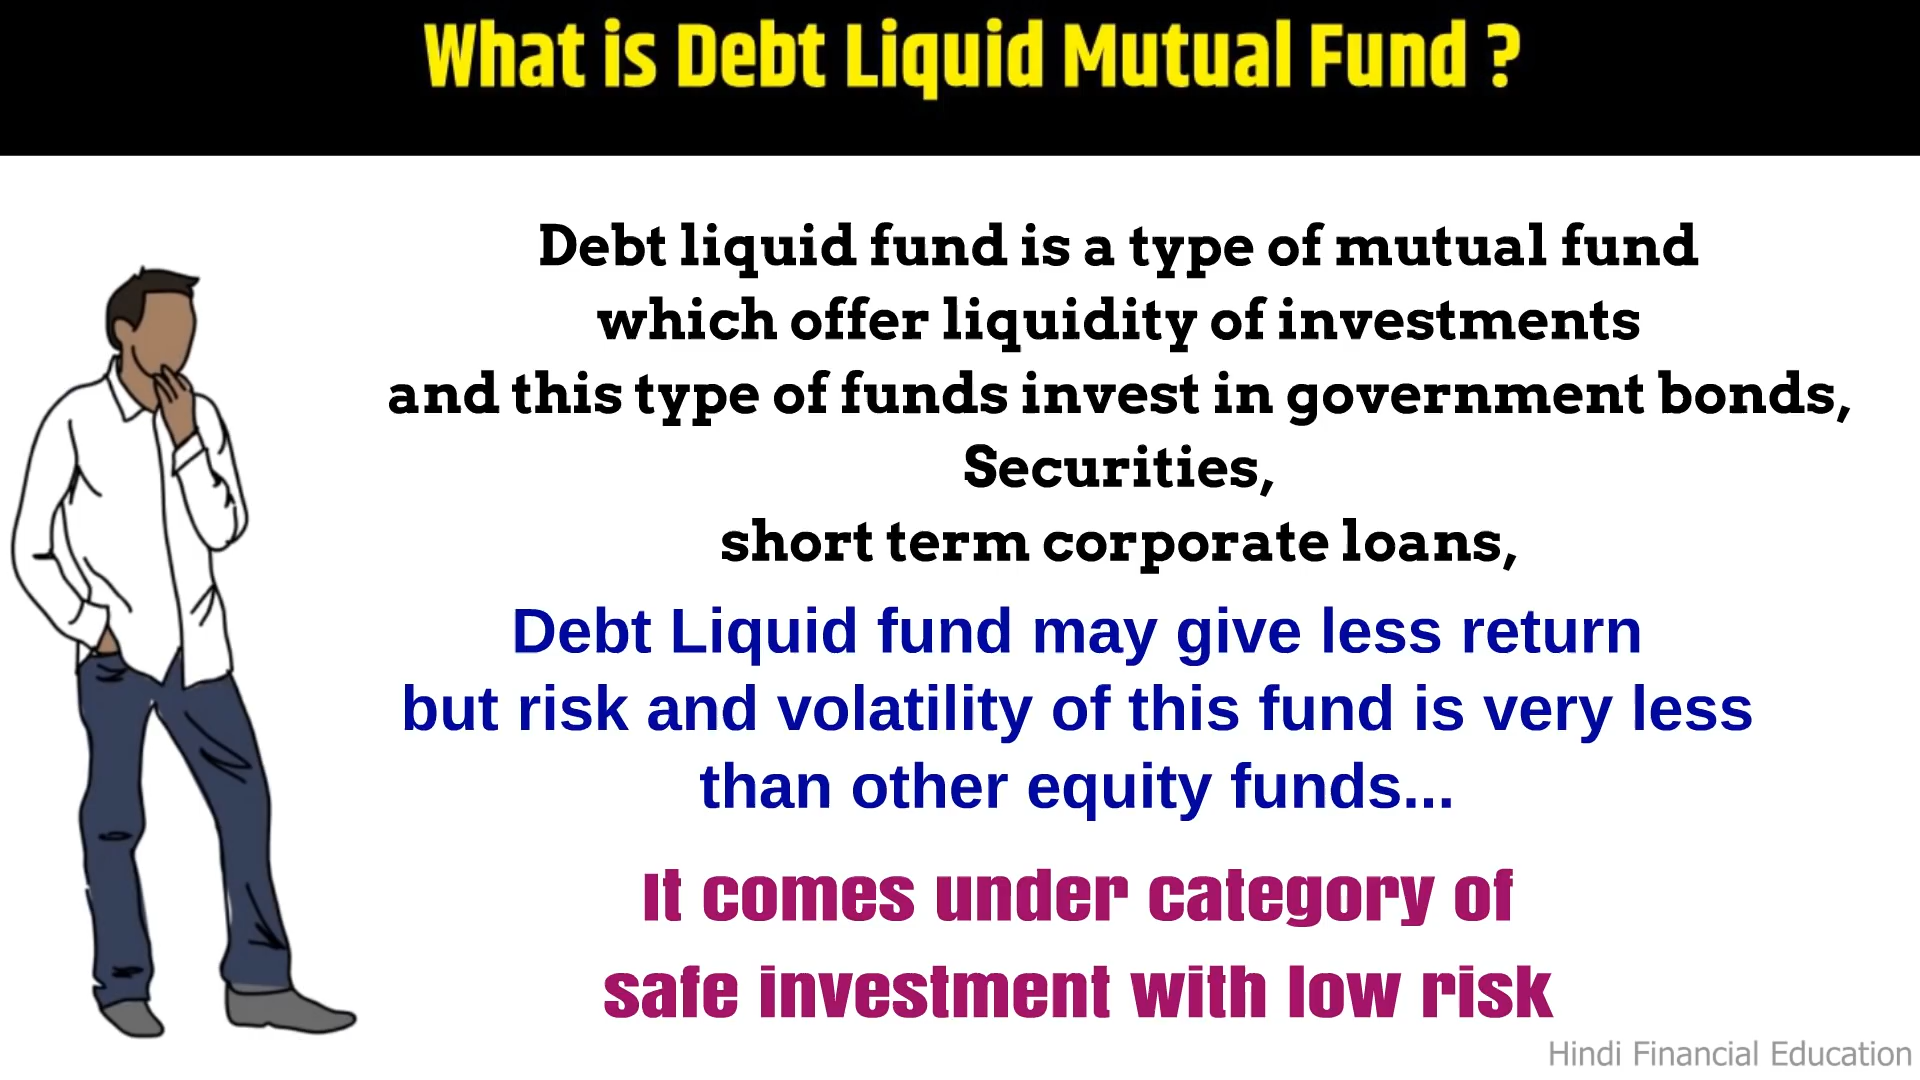 What is Debt Liquid Mutual Fund ?
Debt liquid fund is a type of mutual fund
which offer liquidity of investments
and this type of funds invest in government bonds,
Securities,
short term corporate loans,
Debt Liquid fund may give less return
but risk and volatility of this fund is very less
than other equity funds...
It comes under category of
safe investment with low risk
Hindi Financial Education